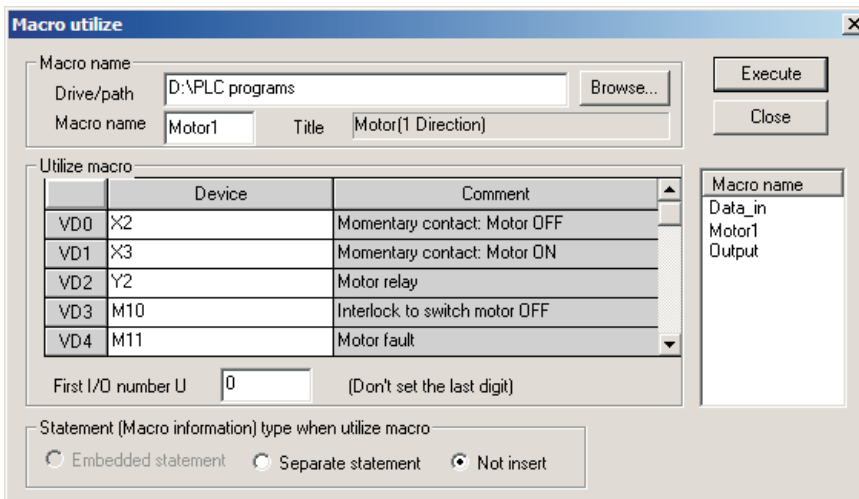 Macro utilize
Macro name
Drive/path D:\PLC programs Browse...
Macro name Motor1 Title Motor(1 Direction)
Execute
Close
Utilize macro
Device Comment
VD0 X2 Momentary contact: Motor OFF
VD1 X3 Momentary contact: Motor ON
VD2 Y2 Motor relay
VD3 M10 Interlock to switch motor OFF
VD4 M11 Motor fault
First I/O number U 0 (Don't set the last digit)
Macro name
Data_in
Motor1
Output
Statement (Macro information) type when utilize macro
Embedded statement Separate statement Not insert